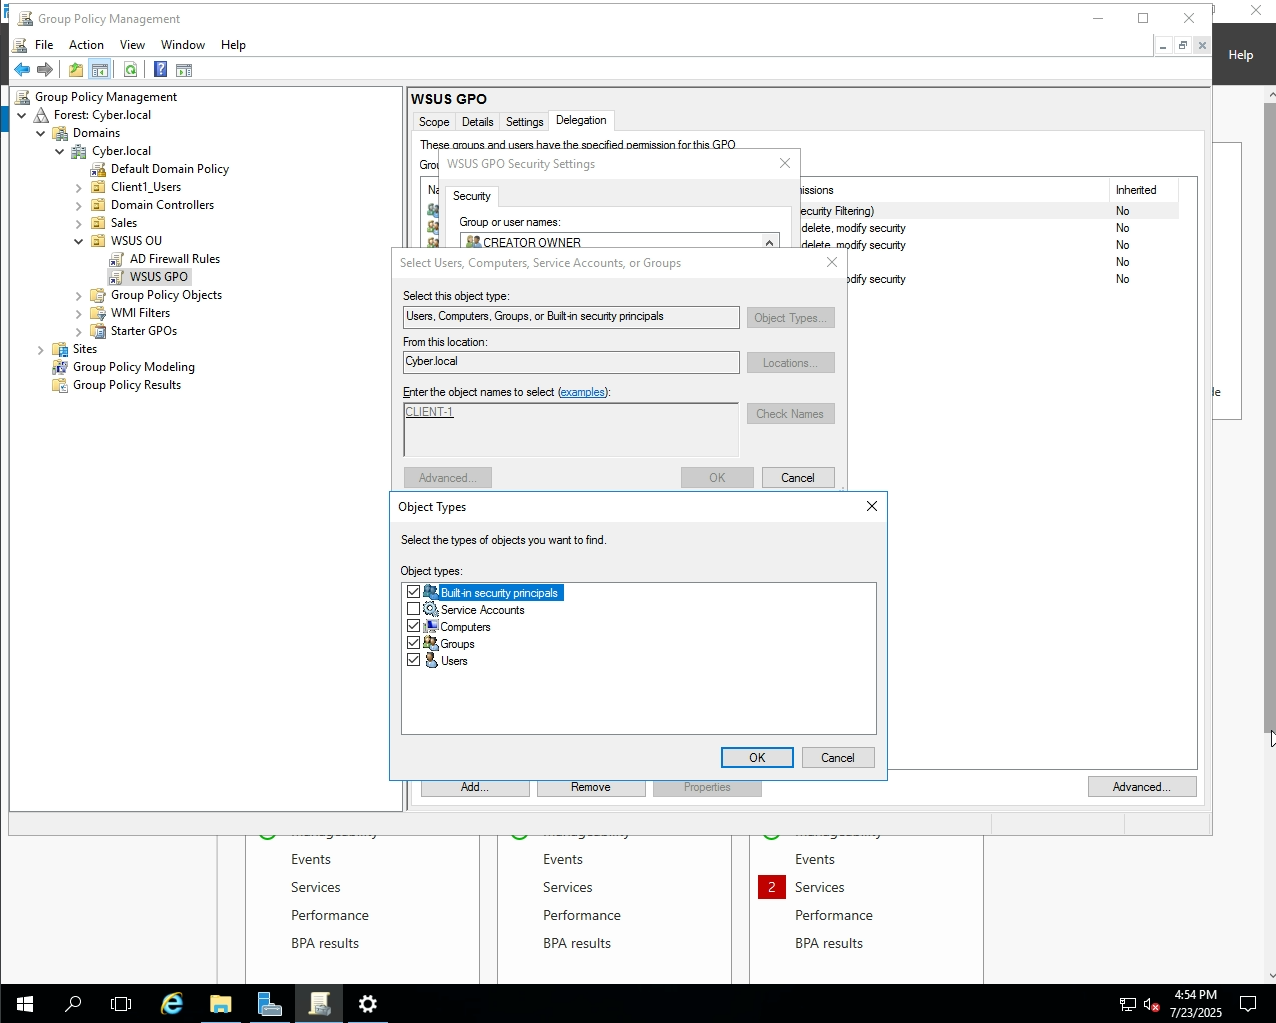 Group Policy Management
File Action View Window Help
Help
Group Policy Management
Forest: Cyber.local
Domains
Cyber.local
Default Domain Policy
Client1_Users
Domain Controllers
Sales
WSUS OU
AD Firewall Rules
WSUS GPO
Group Policy Objects
WMI Filters
Starter GPOs
Sites
Group Policy Modeling
Group Policy Results
WSUS GPO
Scope Details Settings Delegation
These groups and users have the specified permission for this GPO
Inherited
ecurity Filtering) No
delete, modify security No
delete, modify security No
No
odify security No
WSUS GPO Security Settings
Security
Group or user names:
CREATOR OWNER
Select Users, Computers, Service Accounts, or Groups
Select this object type:
Users, Computers, Groups, or Built-in security principals
Object Types...
From this location:
Cyber.local
Locations...
Enter the object names to select (examples):
CLIENT-1
Check Names
Advanced... OK Cancel
Object Types
Select the types of objects you want to find.
Object types:
Built-in security principals
Service Accounts
Computers
Groups
Users
OK Cancel
Add... Remove Properties Advanced...
Manageability Manageability Manageability
Events Events Events
Services Services 2 Services
Performance Performance Performance
BPA results BPA results BPA results
4:54 PM
7/23/2025